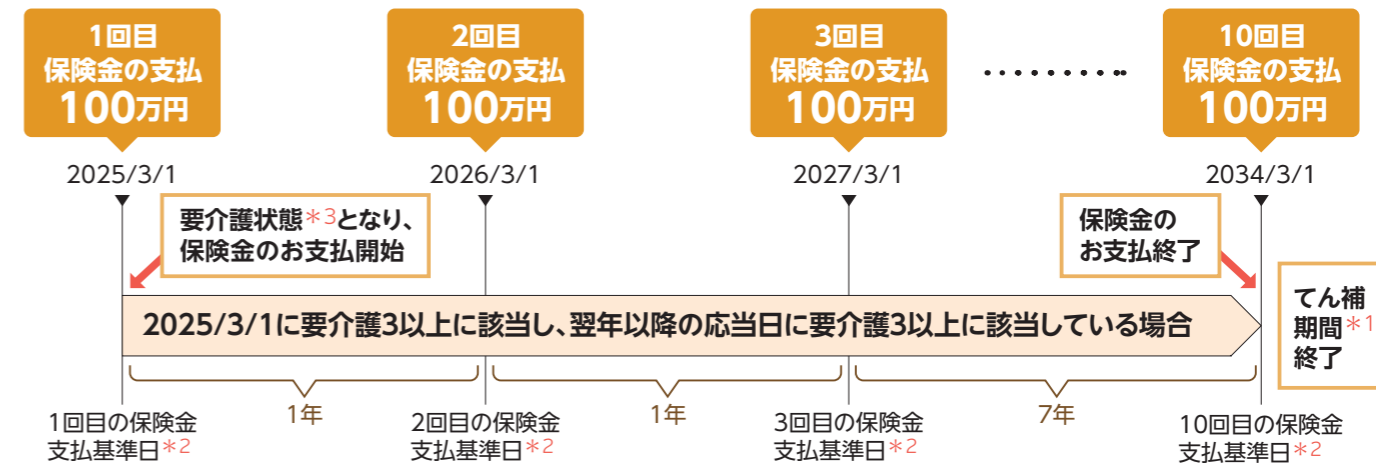 1回目
保険金の支払
100万円
2回目
保険金の支払
100万円
3回目
保険金の支払
100万円
………
10回目
保険金の支払
100万円
2025/3/1
2026/3/1
2027/3/1
2034/3/1
要介護状態*3となり、
保険金のお支払開始
保険金の
お支払終了
2025/3/1に要介護3以上に該当し、翌年以降の応当日に要介護3以上に該当している場合
てん補
期間*1
終了
1年
1年
7年
1回目の保険金
支払基準日*2
2回目の保険金
支払基準日*2
3回目の保険金
支払基準日*2
10回目の保険金
支払基準日*2